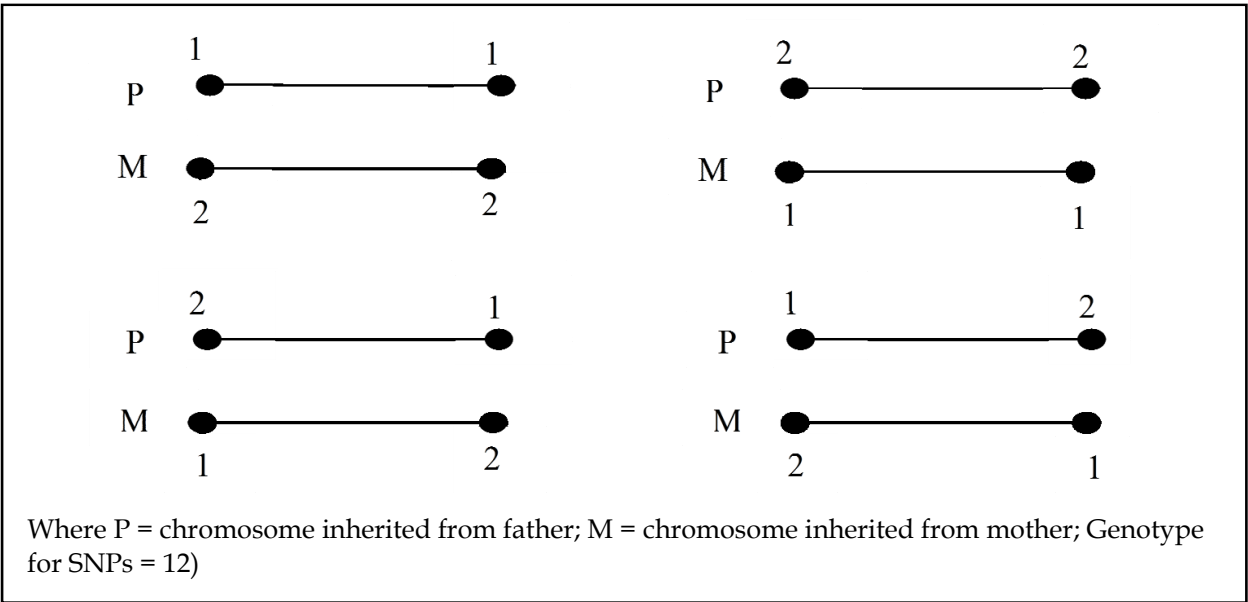 1 1
P
M
2 2
2 2
P
M
1 1
2 1
P
M
1 2
1 2
P
M
2 1
Where P = chromosome inherited from father; M = chromosome inherited from mother; Genotype
for SNPs = 12)